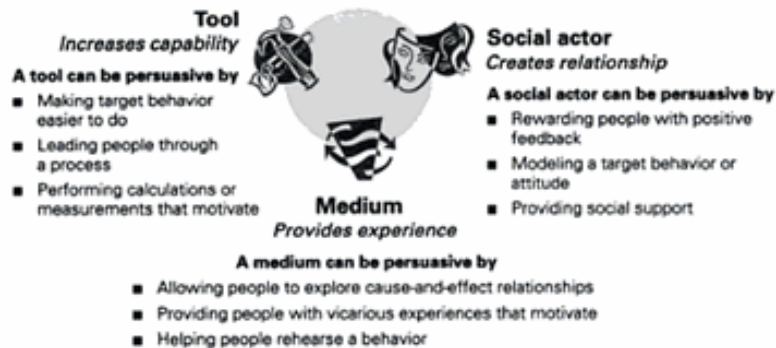 Tool
Increases capability
A tool can be persuasive by
■ Making target behavior
easier to do
■ Leading people through
a process
■ Performing calculations or
measurements that motivate
Social actor
Creates relationship
A social actor can be persuasive by
■ Rewarding people with positive
feedback
■ Modeling a target behavior or
attitude
■ Providing social support
Medium
Provides experience
A medium can be persuasive by
■ Allowing people to explore cause-and-effect relationships
■ Providing people with vicarious experiences that motivate
■ Helping people rehearse a behavior